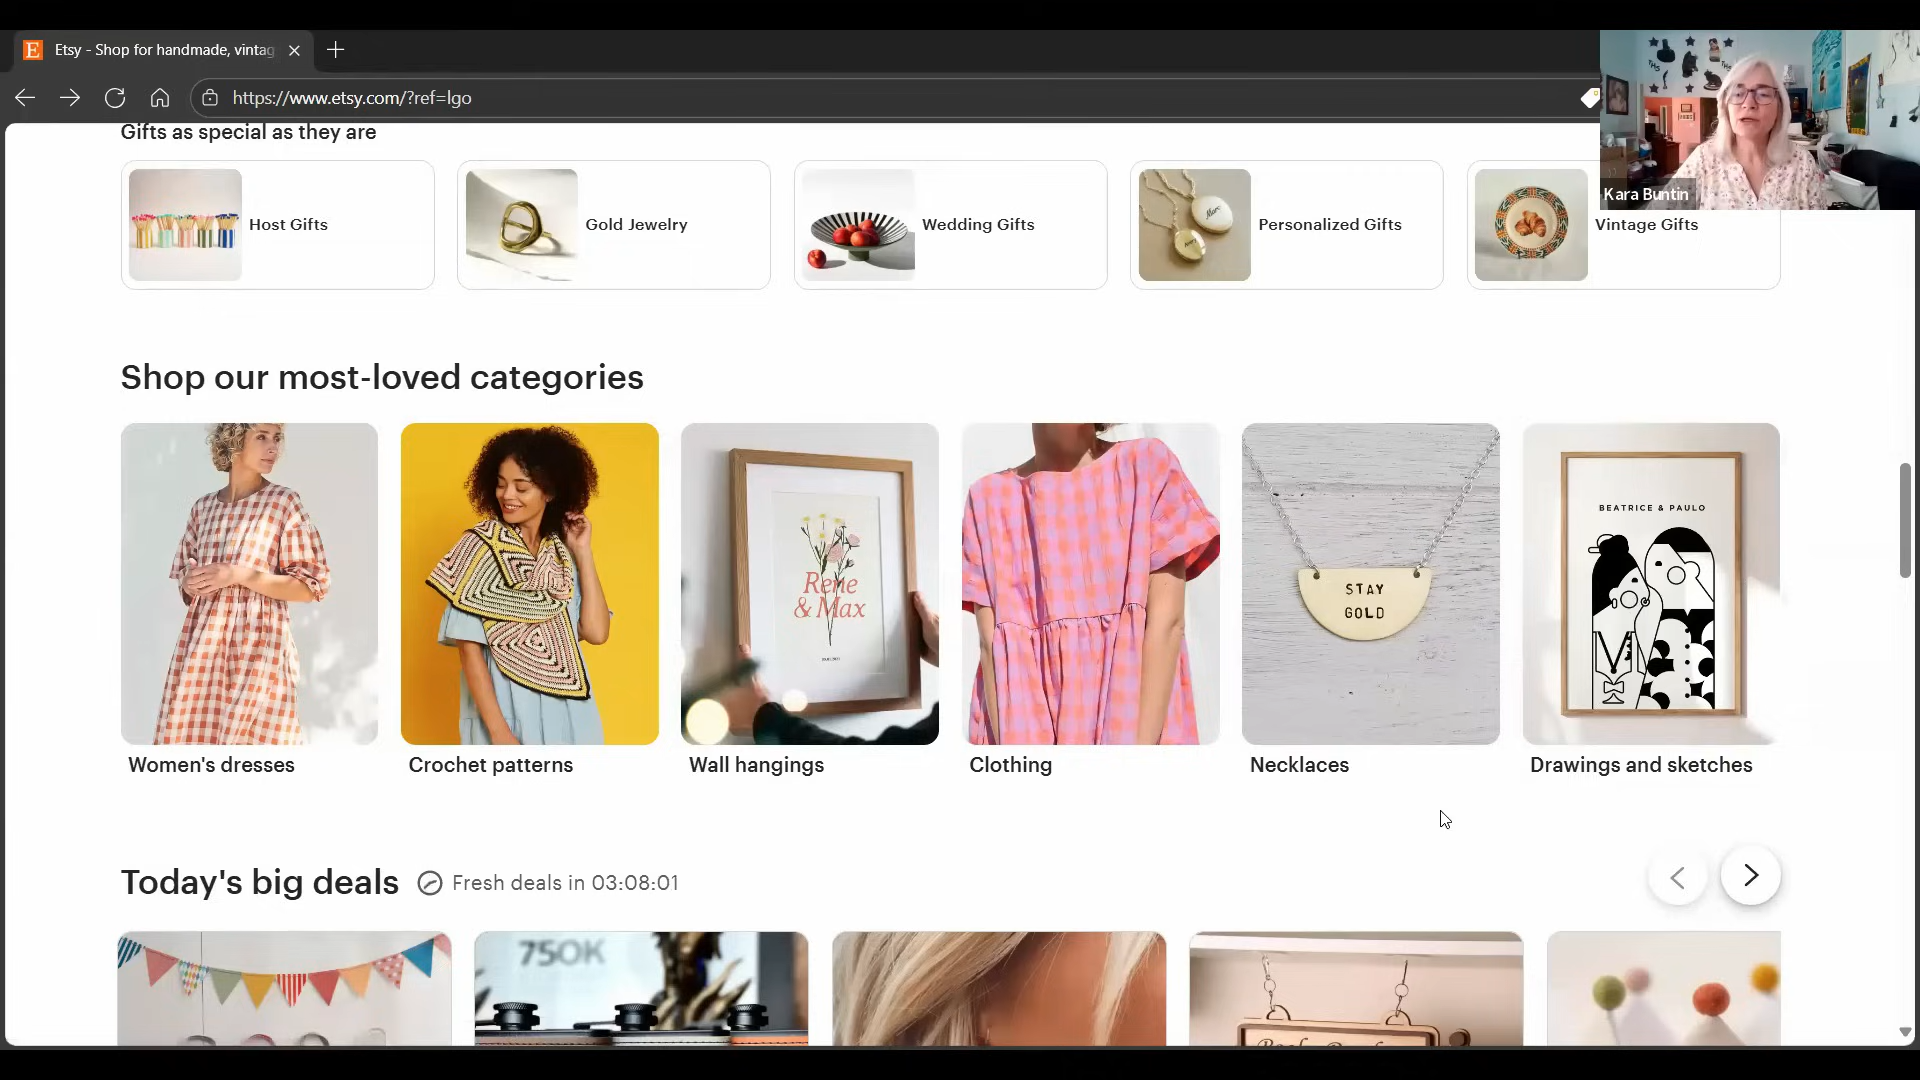 Etsy - Shop for handmade, vintag
https://www.etsy.com/?ref=lgo
Kara Buntin
Gifts as special as they are
Host Gifts
Gold Jewelry
Wedding Gifts
Personalized Gifts
Vintage Gifts
Shop our most-loved categories
Rene
& Max
STAY
GOLD
BEATRICE & PAULO
Women's dresses
Crochet patterns
Wall hangings
Clothing
Necklaces
Drawings and sketches
Today's big deals
Fresh deals in 03:08:01
750K